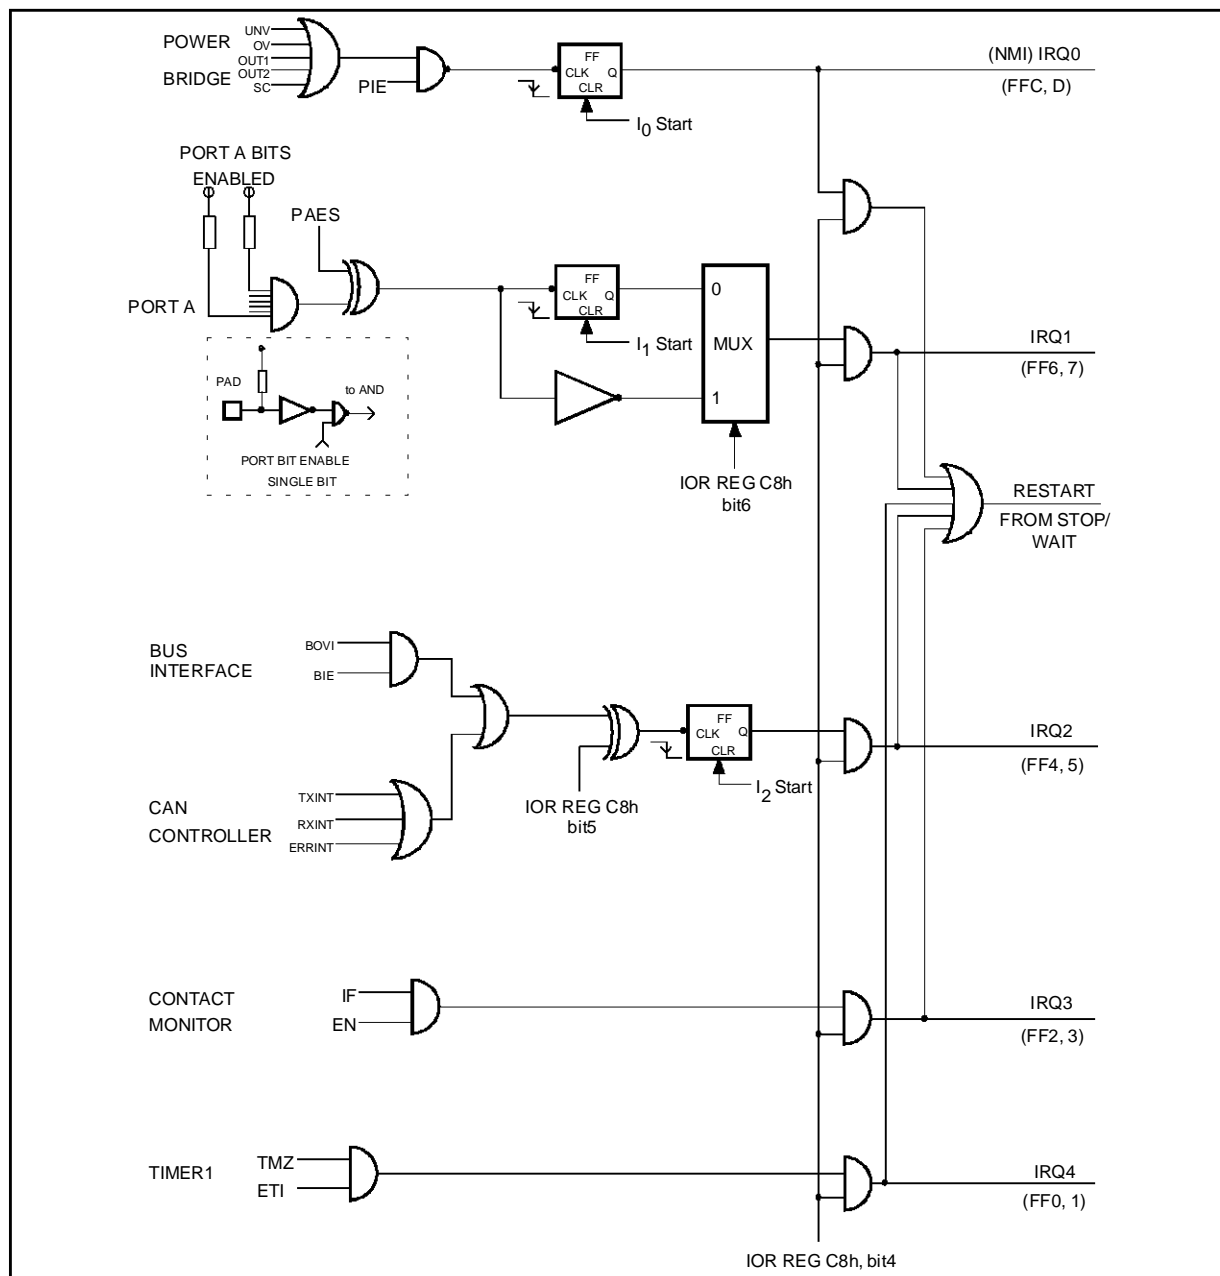 POWER
BRIDGE
UNV
OV
OUT1
OUT2
SC
PIE
FF
CLK Q
CLR
I0 Start
(NMI) IRQ0
(FFC, D)
PORT A BITS
ENABLED
PAES
PORT A
FF
CLK Q
CLR
I1 Start
0
MUX
1
IOR REG C8h
bit6
IRQ1
(FF6, 7)
PAD
to AND
PORT BIT ENABLE
SINGLE BIT
RESTART
FROM STOP/
WAIT
BUS
INTERFACE
BOVI
BIE
FF
CLK Q
CLR
I2 Start
IOR REG C8h
bit5
IRQ2
(FF4, 5)
CAN
CONTROLLER
TXINT
RXINT
ERRINT
CONTACT
MONITOR
IF
EN
IRQ3
(FF2, 3)
TIMER1
TMZ
ETI
IRQ4
(FF0, 1)
IOR REG C8h, bit4